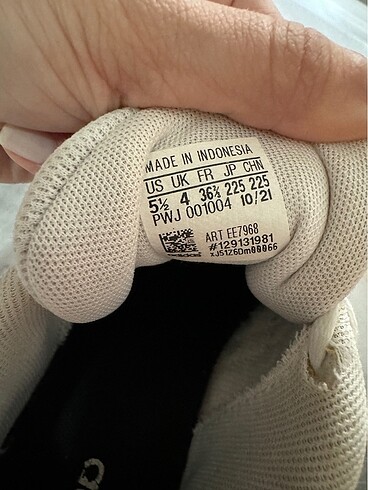 MADE IN INDONESIA
US UK FR JP CHN
5½ 4 36⅔ 225 225
PWJ 001004 10/21
ART EE7968
#129131981
adidas